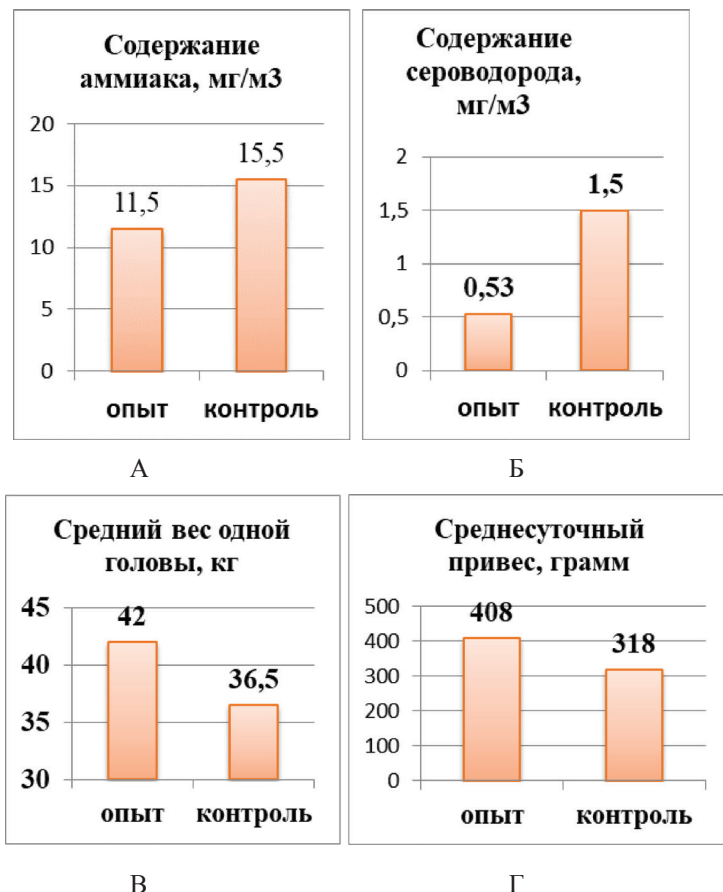 Содержание
аммиака, мг/м3
20
15
10
5
0
11,5
15,5
опыт контроль
А
Содержание
сероводорода,
мг/м3
2
1,5
1
0,5
0
0,53
1,5
опыт контроль
Б
Средний вес одной
головы, кг
45
40
35
30
42
36,5
опыт контроль
В
Среднесуточный
привес, грамм
500
400
300
200
100
0
408
318
опыт контроль
Г